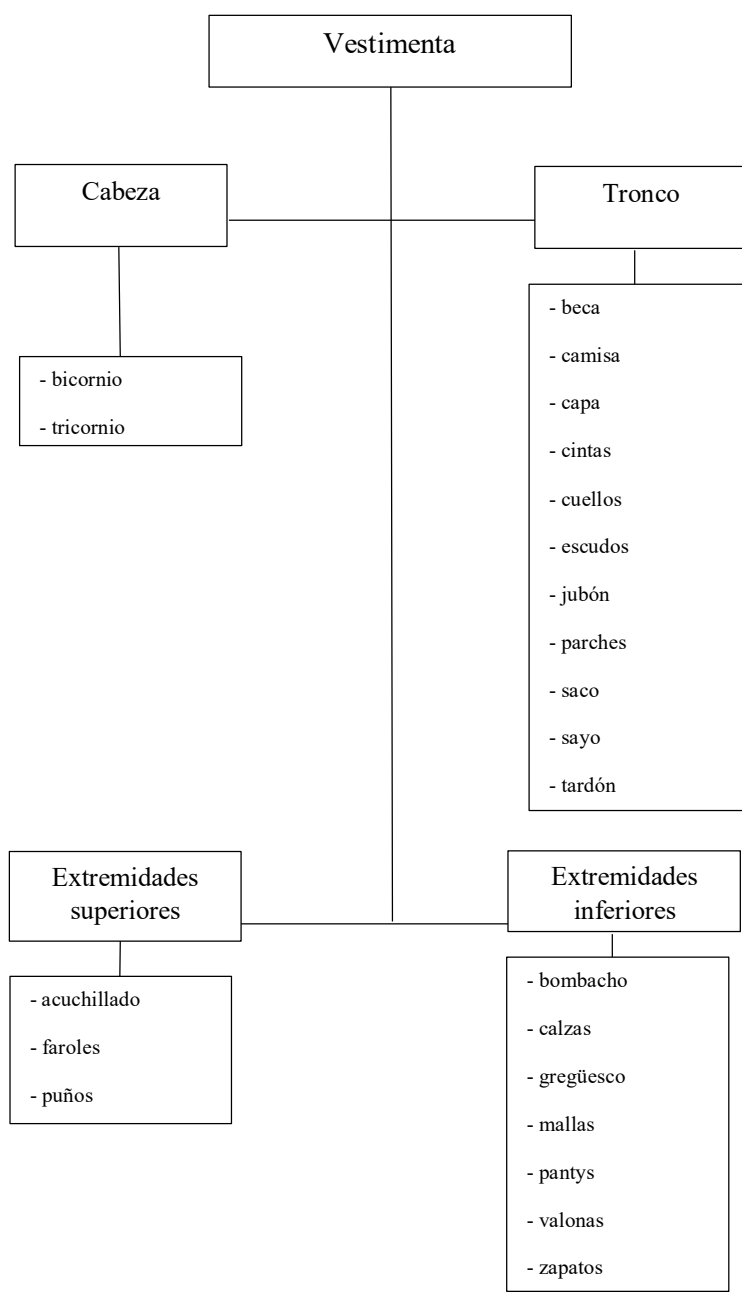 Vestimenta
Cabeza
- bicornio
- tricornio
Tronco
- beca
- camisa
- capa
- cintas
- cuellos
- escudos
- jubón
- parches
- saco
- sayo
- tardón
Extremidades
superiores
- acuchillado
- faroles
- puños
Extremidades
inferiores
- bombacho
- calzas
- gregüesco
- mallas
- pantys
- valonas
- zapatos